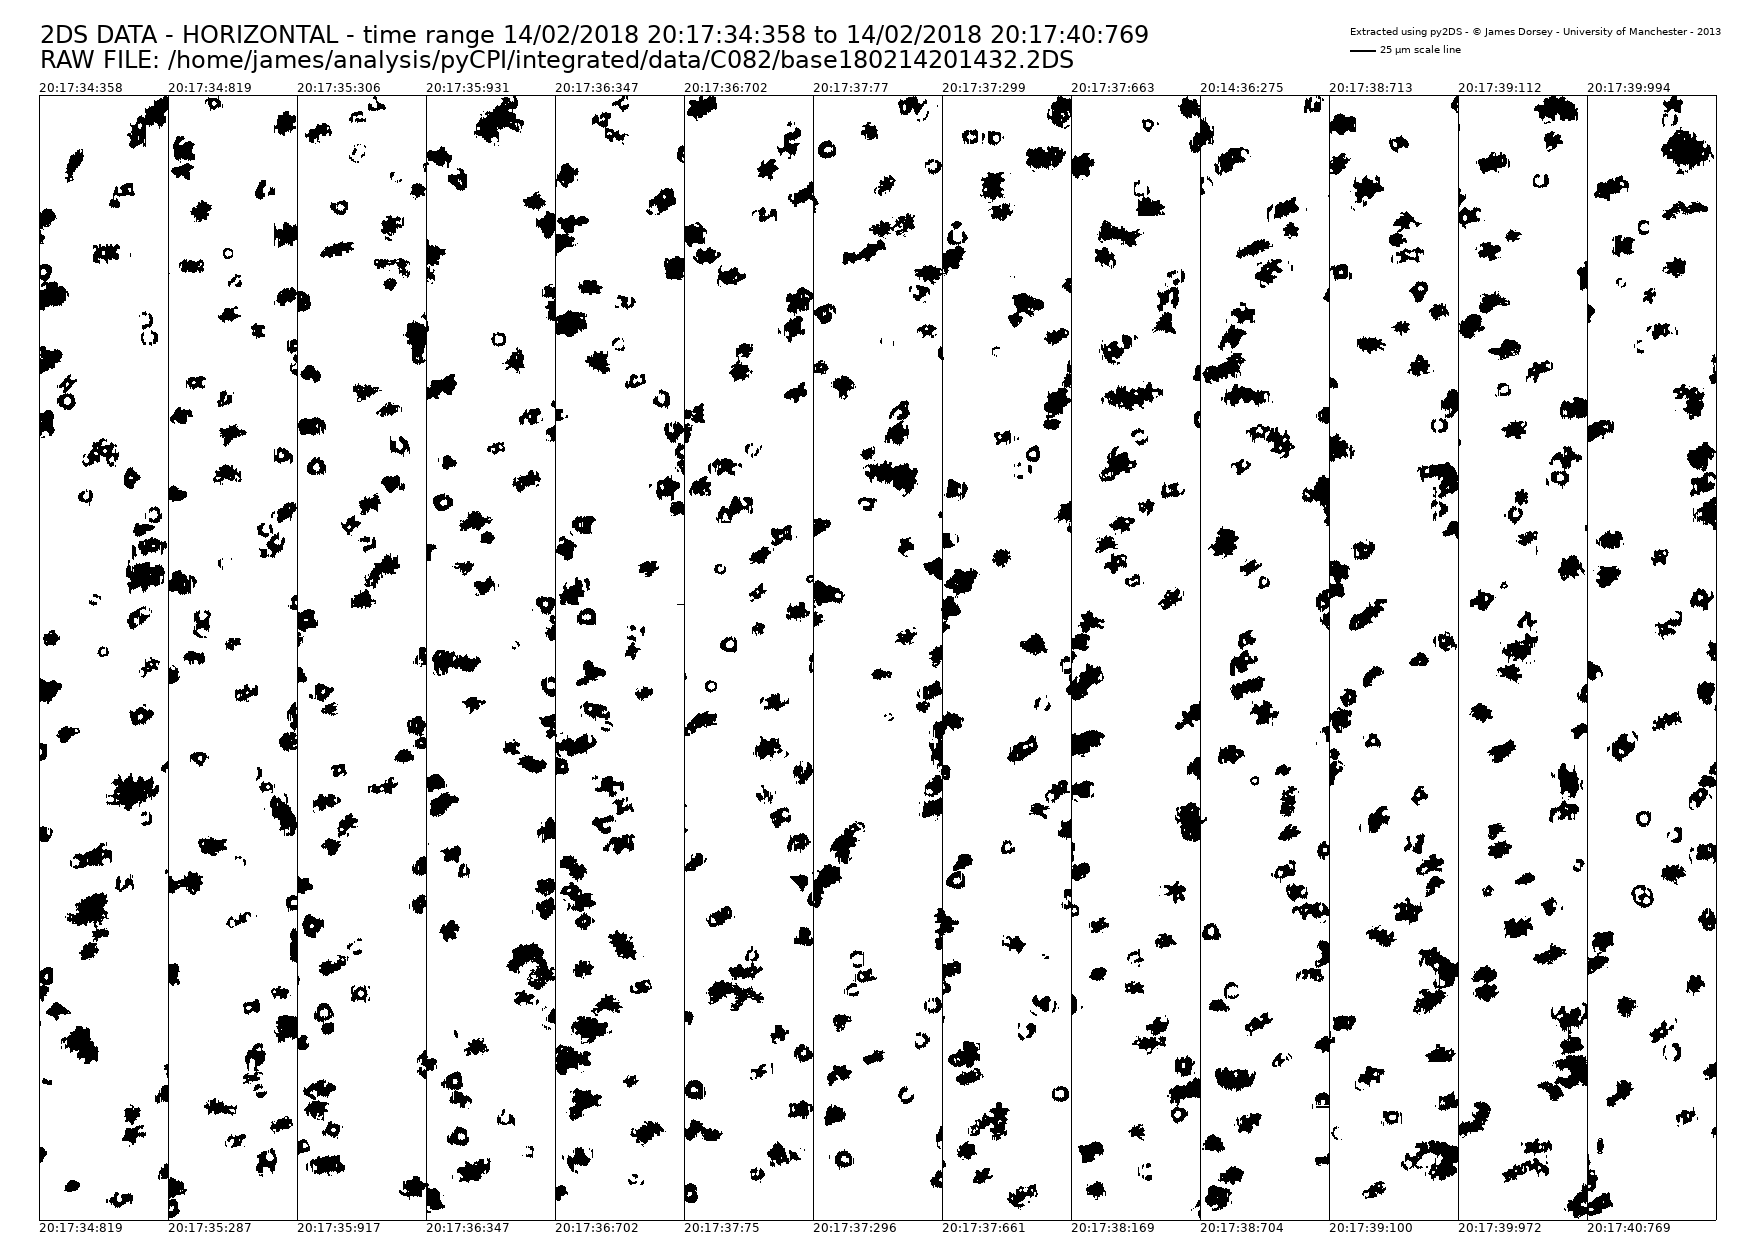 2DS DATA - HORIZONTAL - time range 14/02/2018 20:17:34:358 to 14/02/2018 20:17:40:769
RAW FILE: /home/james/analysis/pyCPI/integrated/data/C082/base180214201432.2DS
Extracted using py2DS - © James Dorsey - University of Manchester - 2013
25 µm scale line
20:17:34:358 20:17:34:819 20:17:35:306 20:17:35:931 20:17:36:347 20:17:36:702 20:17:37:77 20:17:37:299 20:17:37:663 20:14:36:275 20:17:38:713 20:17:39:112 20:17:39:994
20:17:34:819 20:17:35:287 20:17:35:917 20:17:36:347 20:17:36:702 20:17:37:75 20:17:37:296 20:17:37:661 20:17:38:169 20:17:38:704 20:17:39:100 20:17:39:972 20:17:40:769